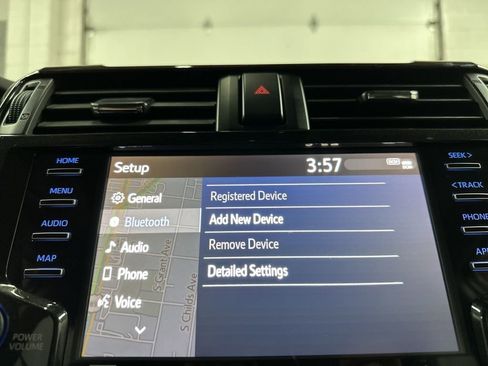 HOME
MENU
AUDIO
MAP
POWER
VOLUME
Setup
3:57
General
Bluetooth
Audio
Phone
Voice
S Grant Ave
S Childs Ave
Registered Device
Add New Device
Remove Device
Detailed Settings
SEEK >
< TRACK
PHONE